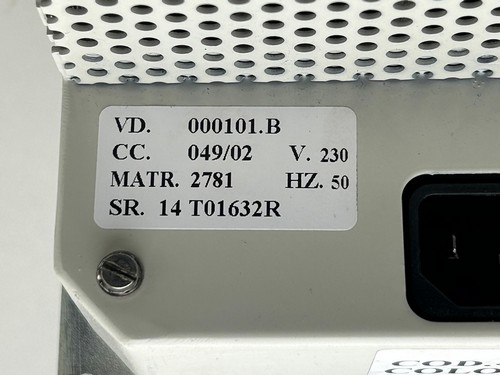 VD. 000101.B
CC. 049/02 V. 230
MATR. 2781 HZ. 50
SR. 14 T01632R